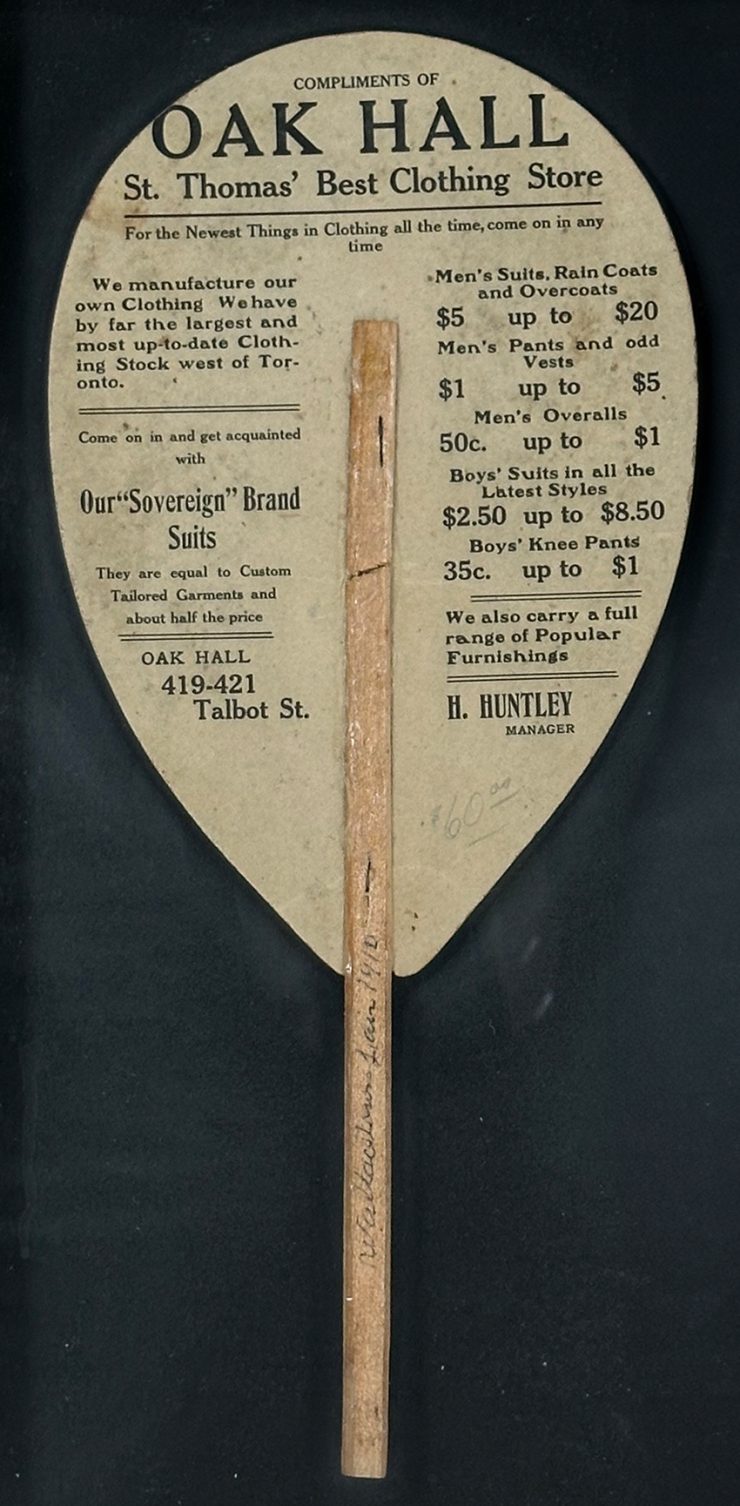 COMPLIMENTS OF
OAK HALL
St. Thomas' Best Clothing Store
For the Newest Things in Clothing all the time, come on in any
time
We manufacture our
own Clothing We have
by far the largest and
most up-to-date Cloth-
ing Stock west of Tor-
onto.
Come on in and get acquainted
with
Our "Sovereign" Brand
Suits
They are equal to Custom
Tailored Garments and
about half the price
OAK HALL
419-421
Talbot St.
Men's Suits, Rain Coats
and Overcoats
$5 up to $20
Men's Pants and odd
Vests
$1 up to $5
Men's Overalls
50c. up to $1
Boys' Suits in all the
Latest Styles
$2.50 up to $8.50
Boys' Knee Pants
35c. up to $1
We also carry a full
range of Popular
Furnishings
H. HUNTLEY
MANAGER
$60 00
Wallacetown Fair 1910